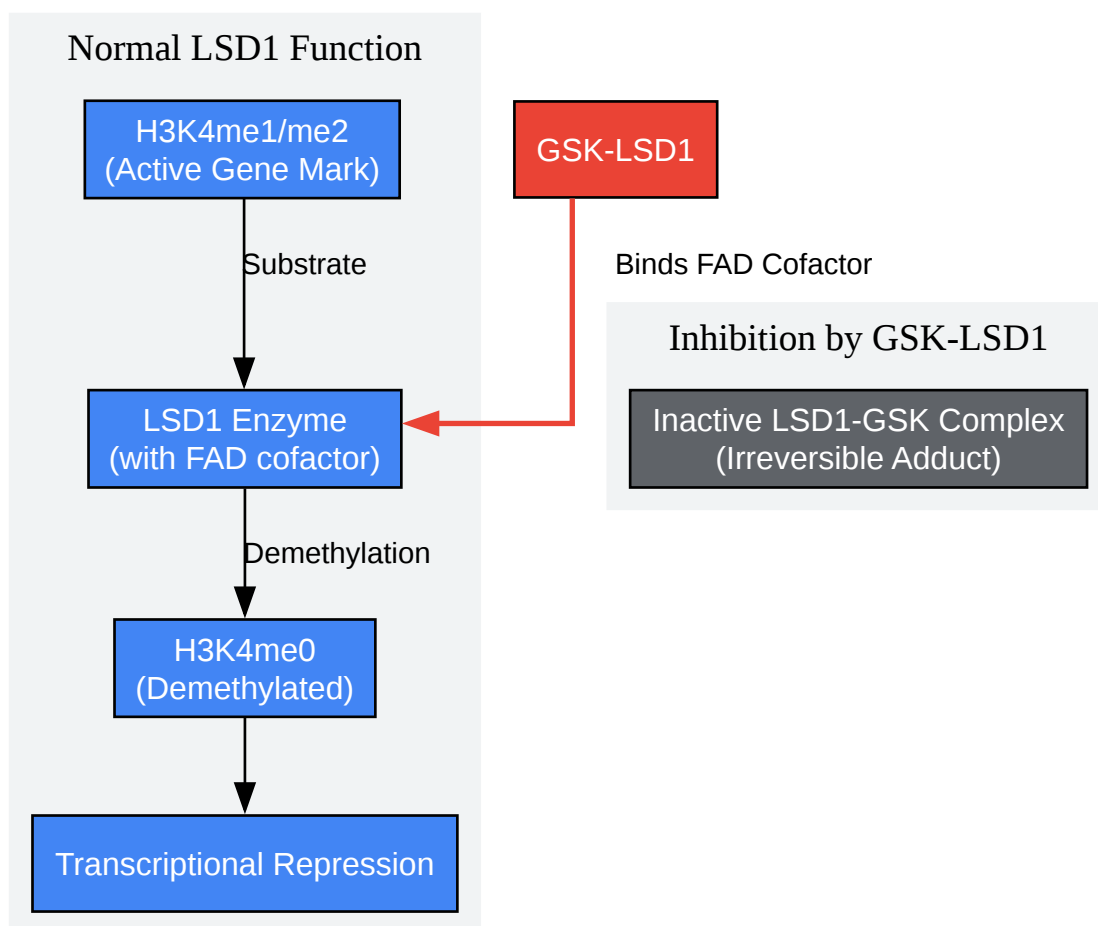 Normal LSD1 Function
H3K4me1/me2
(Active Gene Mark)
GSK-LSD1
Substrate
Binds FAD Cofactor
Inhibition by GSK-LSD1
LSD1 Enzyme
(with FAD cofactor)
Inactive LSD1-GSK Complex
(Irreversible Adduct)
Demethylation
H3K4me0
(Demethylated)
Transcriptional Repression